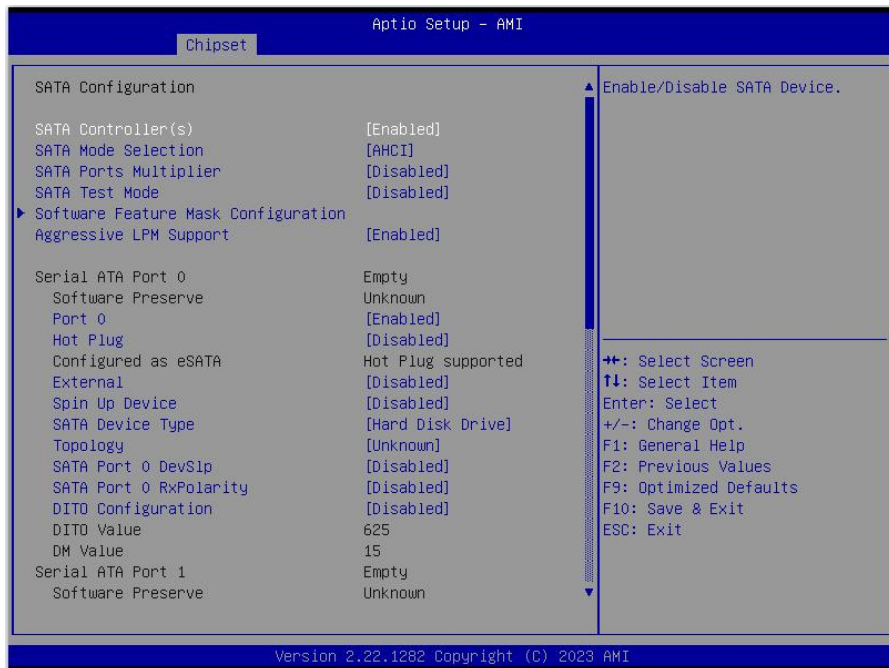 Aptio Setup – AMI
Chipset
SATA Configuration
SATA Controller(s) [Enabled]
SATA Mode Selection [AHCI]
SATA Ports Multiplier [Disabled]
SATA Test Mode [Disabled]
Software Feature Mask Configuration
Aggressive LPM Support [Enabled]
Serial ATA Port 0 Empty
Software Preserve Unknown
Port 0 [Enabled]
Hot Plug [Disabled]
Configured as eSATA Hot Plug supported
External [Disabled]
Spin Up Device [Disabled]
SATA Device Type [Hard Disk Drive]
Topology [Unknown]
SATA Port 0 DevSlp [Disabled]
SATA Port 0 RxPolarity [Disabled]
DITO Configuration [Disabled]
DITO Value 625
DM Value 15
Serial ATA Port 1 Empty
Software Preserve Unknown
Enable/Disable SATA Device.
→←: Select Screen
↑↓: Select Item
Enter: Select
+/-: Change Opt.
F1: General Help
F2: Previous Values
F9: Optimized Defaults
F10: Save & Exit
ESC: Exit
Version 2.22.1282 Copyright (C) 2023 AMI